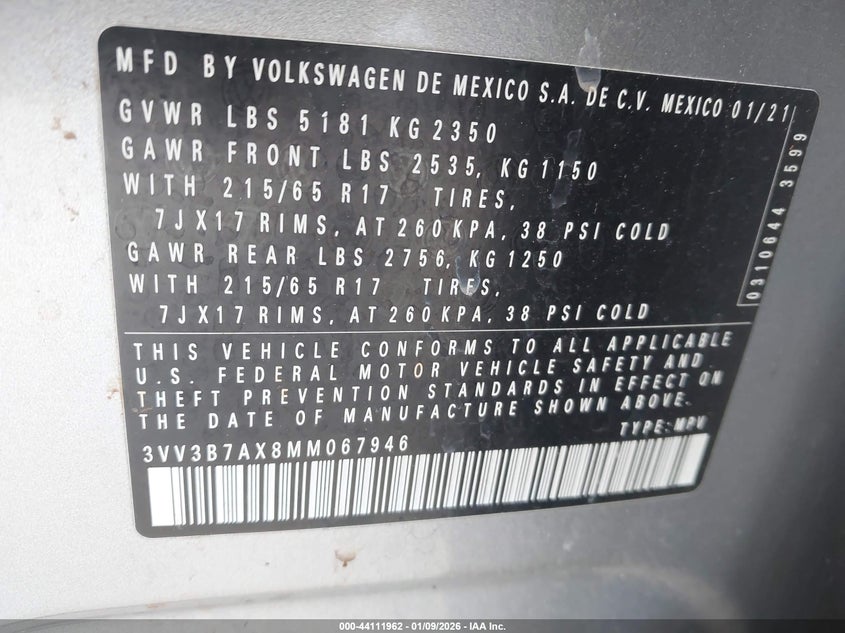 MFD BY VOLKSWAGEN DE MEXICO S.A. DE C.V. MEXICO 01/21
GVWR LBS 5181 KG 2350
GAWR FRONT LBS 2535, KG 1150
WITH 215/65 R17 TIRES,
7JX17 RIMS, AT 260 KPA, 38 PSI COLD
GAWR REAR LBS 2756, KG 1250
WITH 215/65 R17 TIRES,
7JX17 RIMS, AT 260 KPA, 38 PSI COLD
0310644 3599
THIS VEHICLE CONFORMS TO ALL APPLICABLE
U.S. FEDERAL MOTOR VEHICLE SAFETY AND
THEFT PREVENTION STANDARDS IN EFFECT ON
THE DATE OF MANUFACTURE SHOWN ABOVE.
TYPE: MPV
3VV3B7AX8MM067946
000-44111962 - 01/09/2026 - IAA Inc.